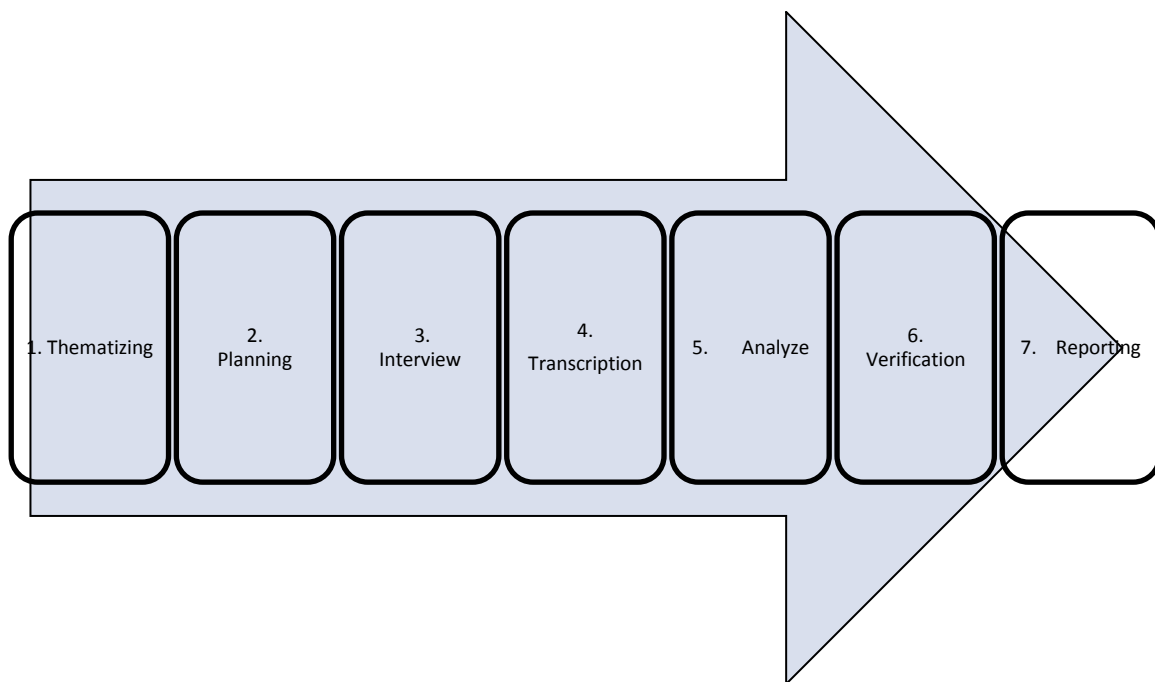 1. Thematizing
2.
Planning
3.
Interview
4.
Transcription
5. Analyze
6.
Verification
7. Reporting